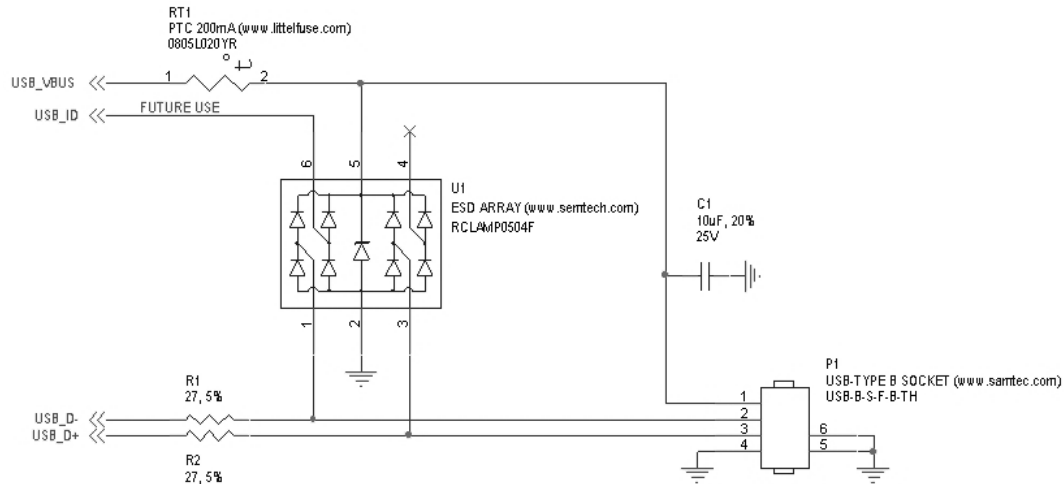 RT1
PTC 200mA (www.littelfuse.com)
0805L020YR
t
1
2
USB_VBUS
USB_ID
FUTURE USE
6
5
4
U1
ESD ARRAY (www.semtech.com)
RCLAMP0504F
C1
10uF, 20%
25V
1
2
3
P1
USB-TYPE B SOCKET (www.samtec.com)
USB-B-S-F-B-TH
R1
27, 5%
1
2
3
4
6
5
USB_D-
USB_D+
R2
27, 5%